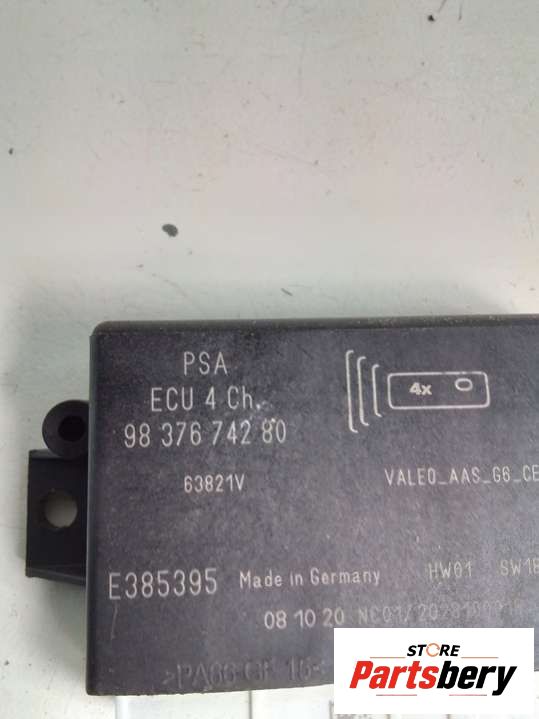 PSA
ECU 4 Ch.
98 376 742 80
4x
63821V
VALEO_AAS_G6_CE
E385395 Made in Germany
HW01 SW18
08 10 20
STORE
Partsbery